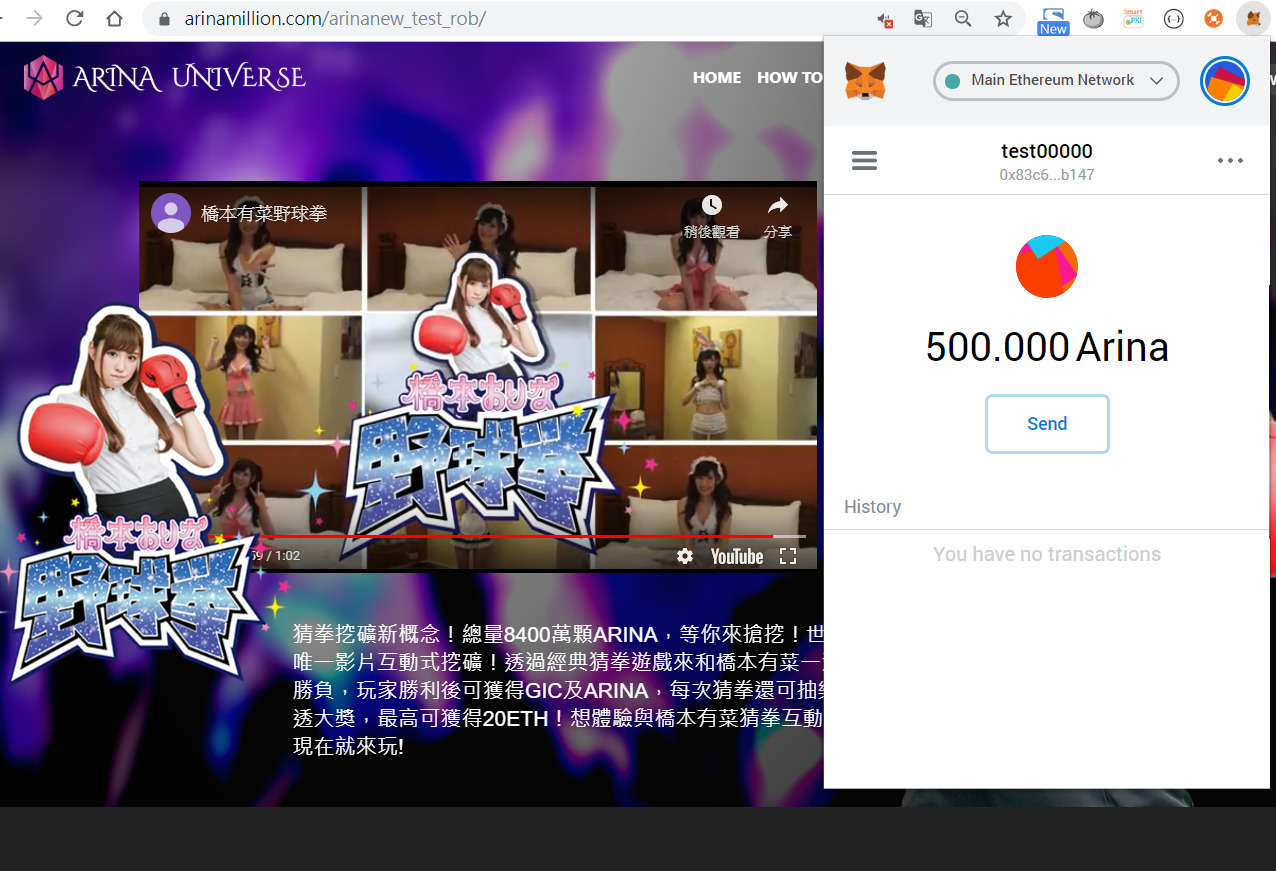 arinamillion.com/arinanew_test_rob/
New
Smart
PKI
ARINA UNIVERSE
HOME
HOW TO
橋本有菜野球拳
稍後觀看
分享
橋本ありな
野球拳
橋本ありな
野球拳
59 / 1:02
YouTube
猜拳挖礦新概念！總量8400萬顆ARINA，等你來搶挖！世
唯一影片互動式挖礦！透過經典猜拳遊戲來和橋本有菜一
勝負，玩家勝利後可獲得GIC及ARINA，每次猜拳還可抽
透大獎，最高可獲得20ETH！想體驗與橋本有菜猜拳互動
現在就來玩!
Main Ethereum Network
test00000
0x83c6...b147
500.000 Arina
Send
History
You have no transactions